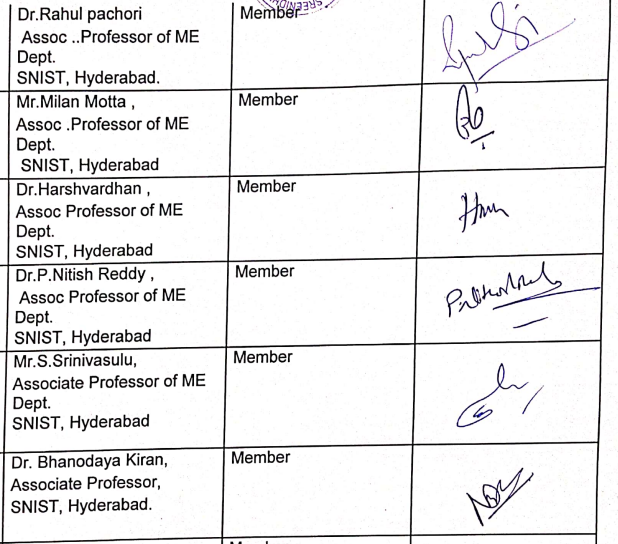 Dr.Rahul pachori
Assoc ..Professor of ME
Dept.
SNIST, Hyderabad.
Member
Mr.Milan Motta ,
Assoc .Professor of ME
Dept.
SNIST, Hyderabad
Member
Dr.Harshvardhan ,
Assoc Professor of ME
Dept.
SNIST, Hyderabad
Member
Dr.P.Nitish Reddy ,
Assoc Professor of ME
Dept.
SNIST, Hyderabad
Member
Mr.S.Srinivasulu,
Associate Professor of ME
Dept.
SNIST, Hyderabad
Member
Dr. Bhanodaya Kiran,
Associate Professor,
SNIST, Hyderabad.
Member